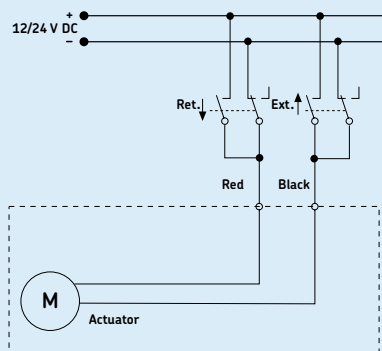 +
12/24 V DC
–
Ret. Ext.
Red Black
M
Actuator